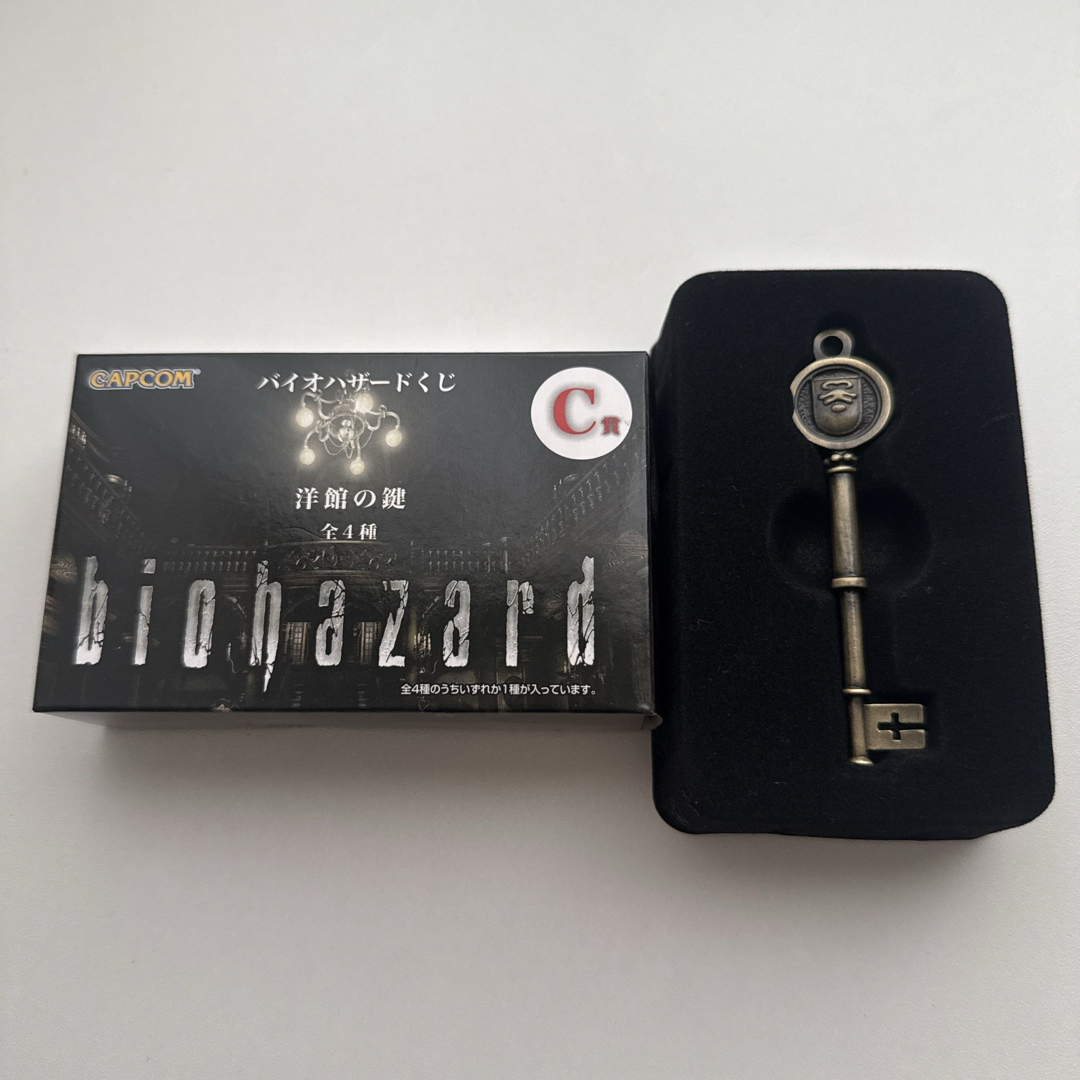 CAPCOM®
バイオハザードくじ
C賞
洋館の鍵
全4種
biohazard
全4種のうちいずれか1種が入っています。